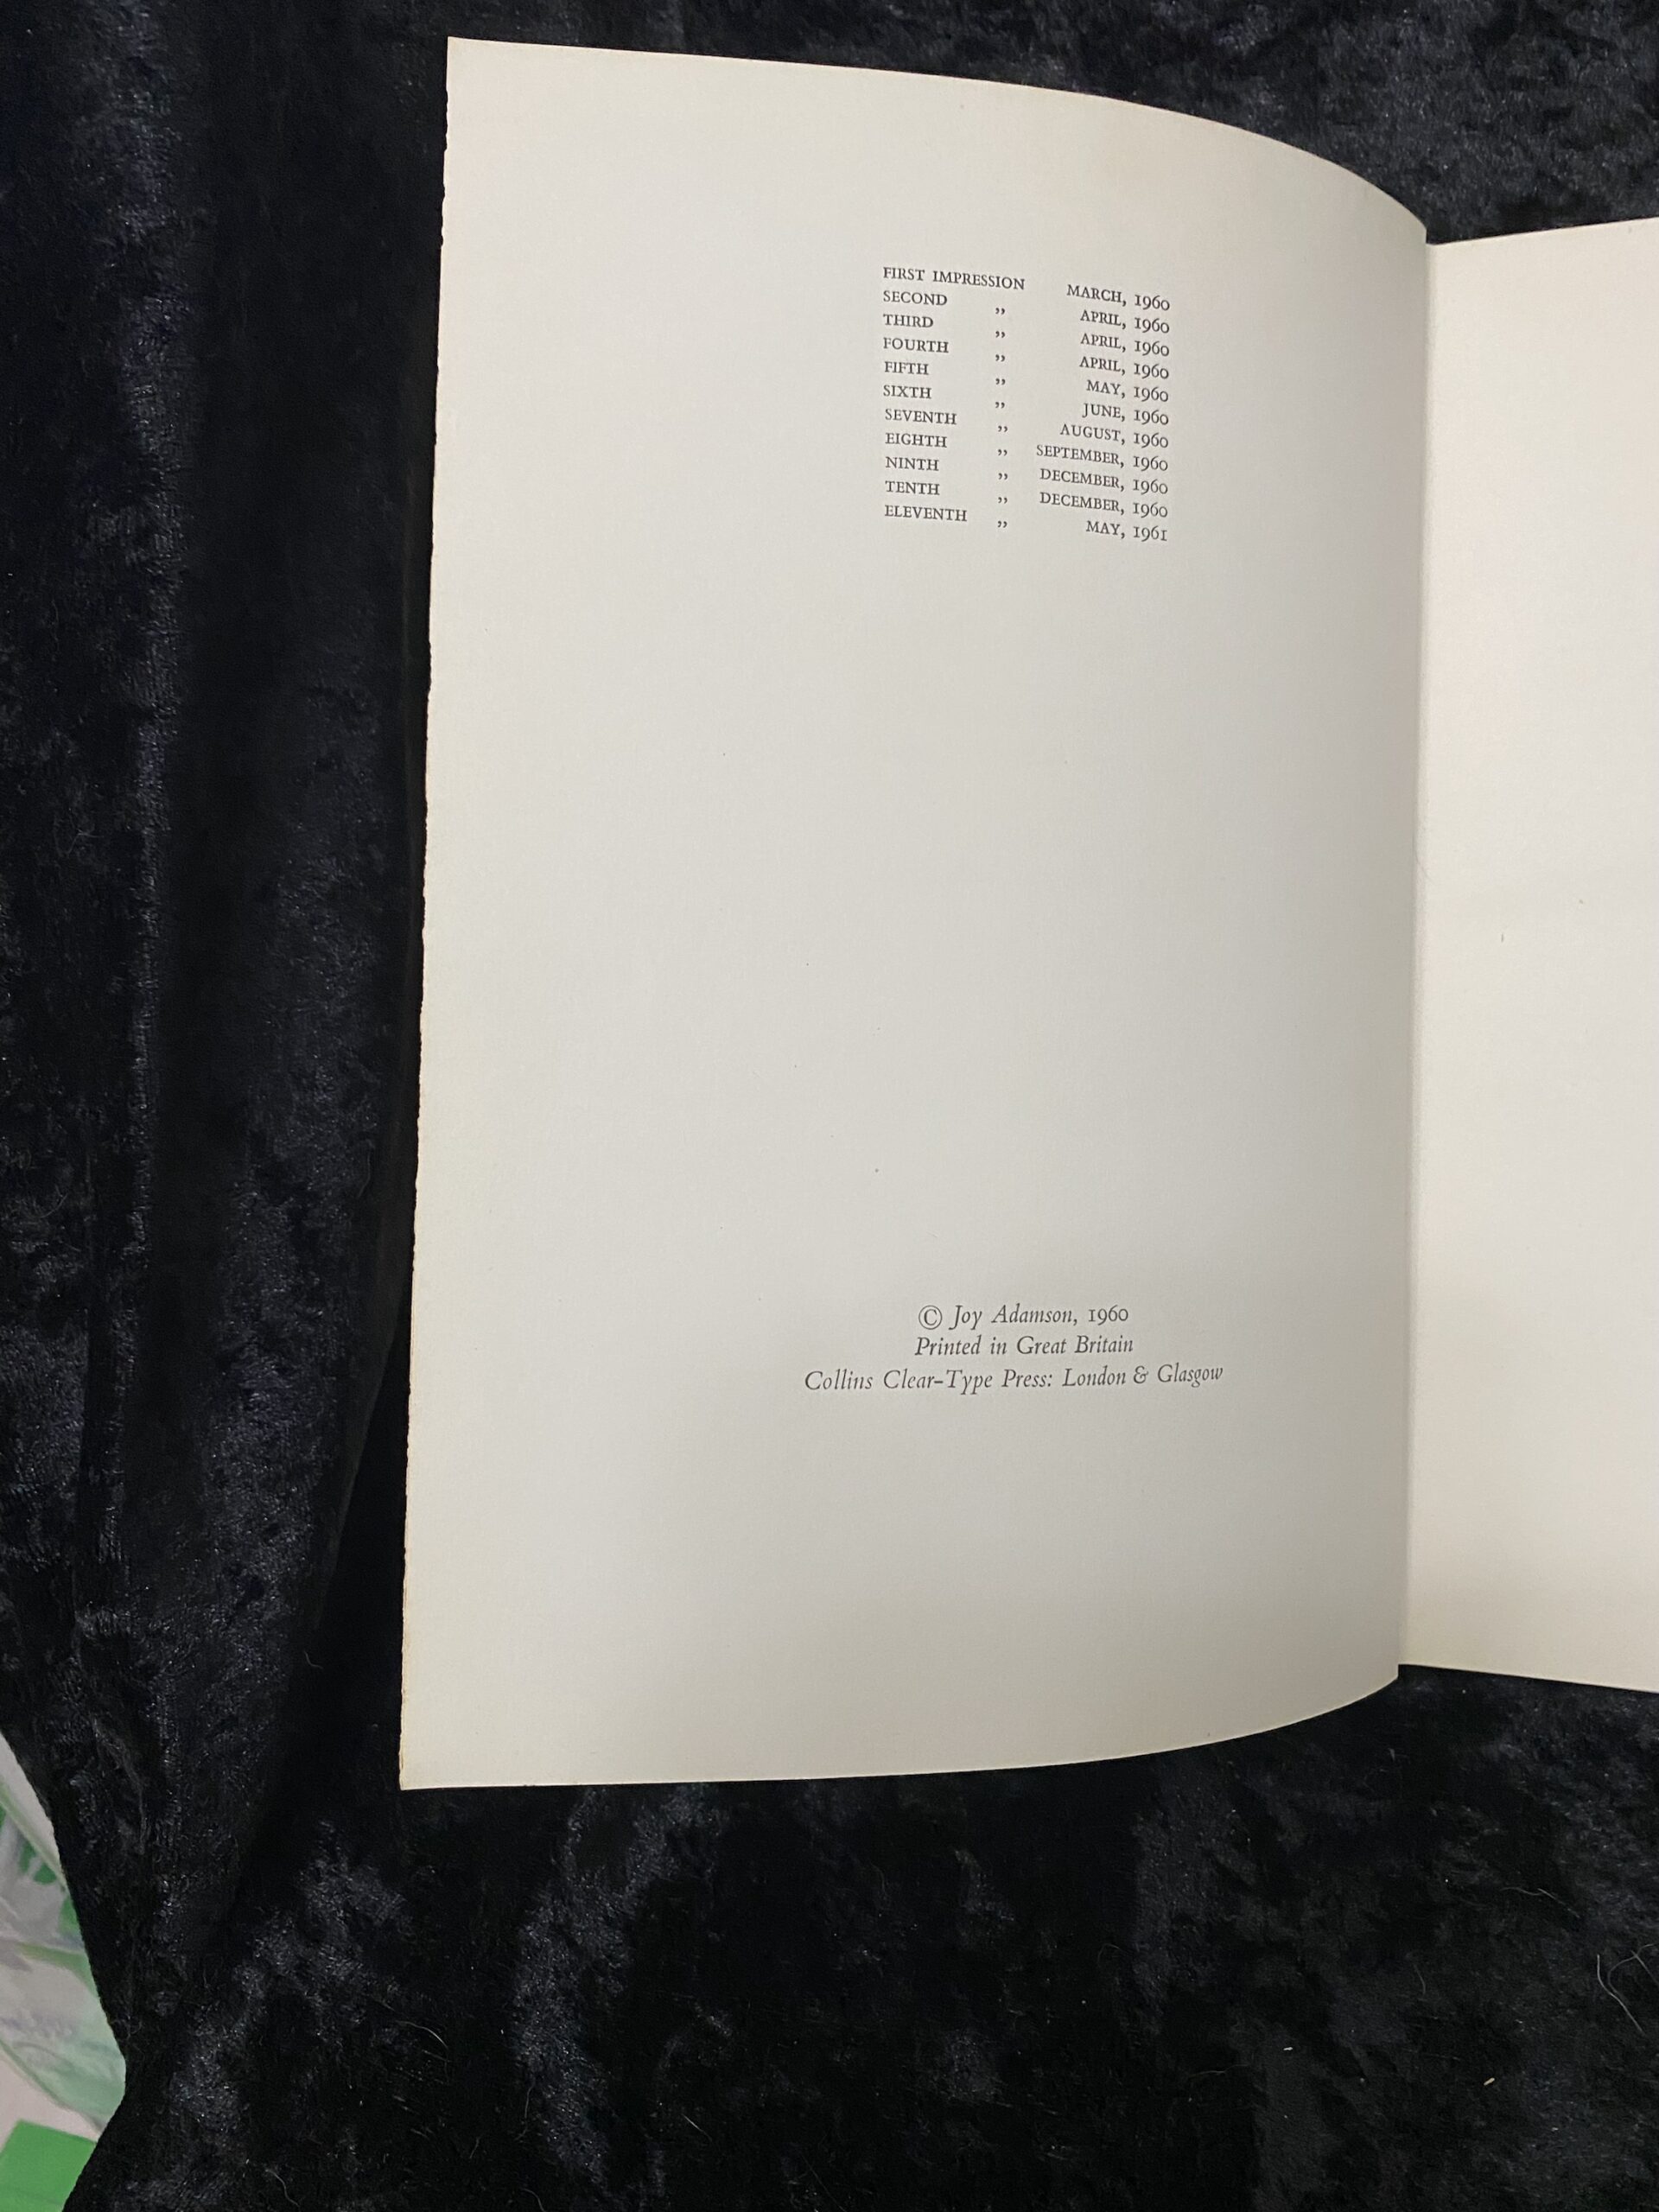 FIRST IMPRESSION MARCH, 1960
SECOND ,, APRIL, 1960
THIRD ,, APRIL, 1960
FOURTH ,, APRIL, 1960
FIFTH ,, MAY, 1960
SIXTH ,, JUNE, 1960
SEVENTH ,, AUGUST, 1960
EIGHTH ,, SEPTEMBER, 1960
NINTH ,, DECEMBER, 1960
TENTH ,, DECEMBER, 1960
ELEVENTH ,, MAY, 1961
© Joy Adamson, 1960
Printed in Great Britain
Collins Clear-Type Press: London & Glasgow